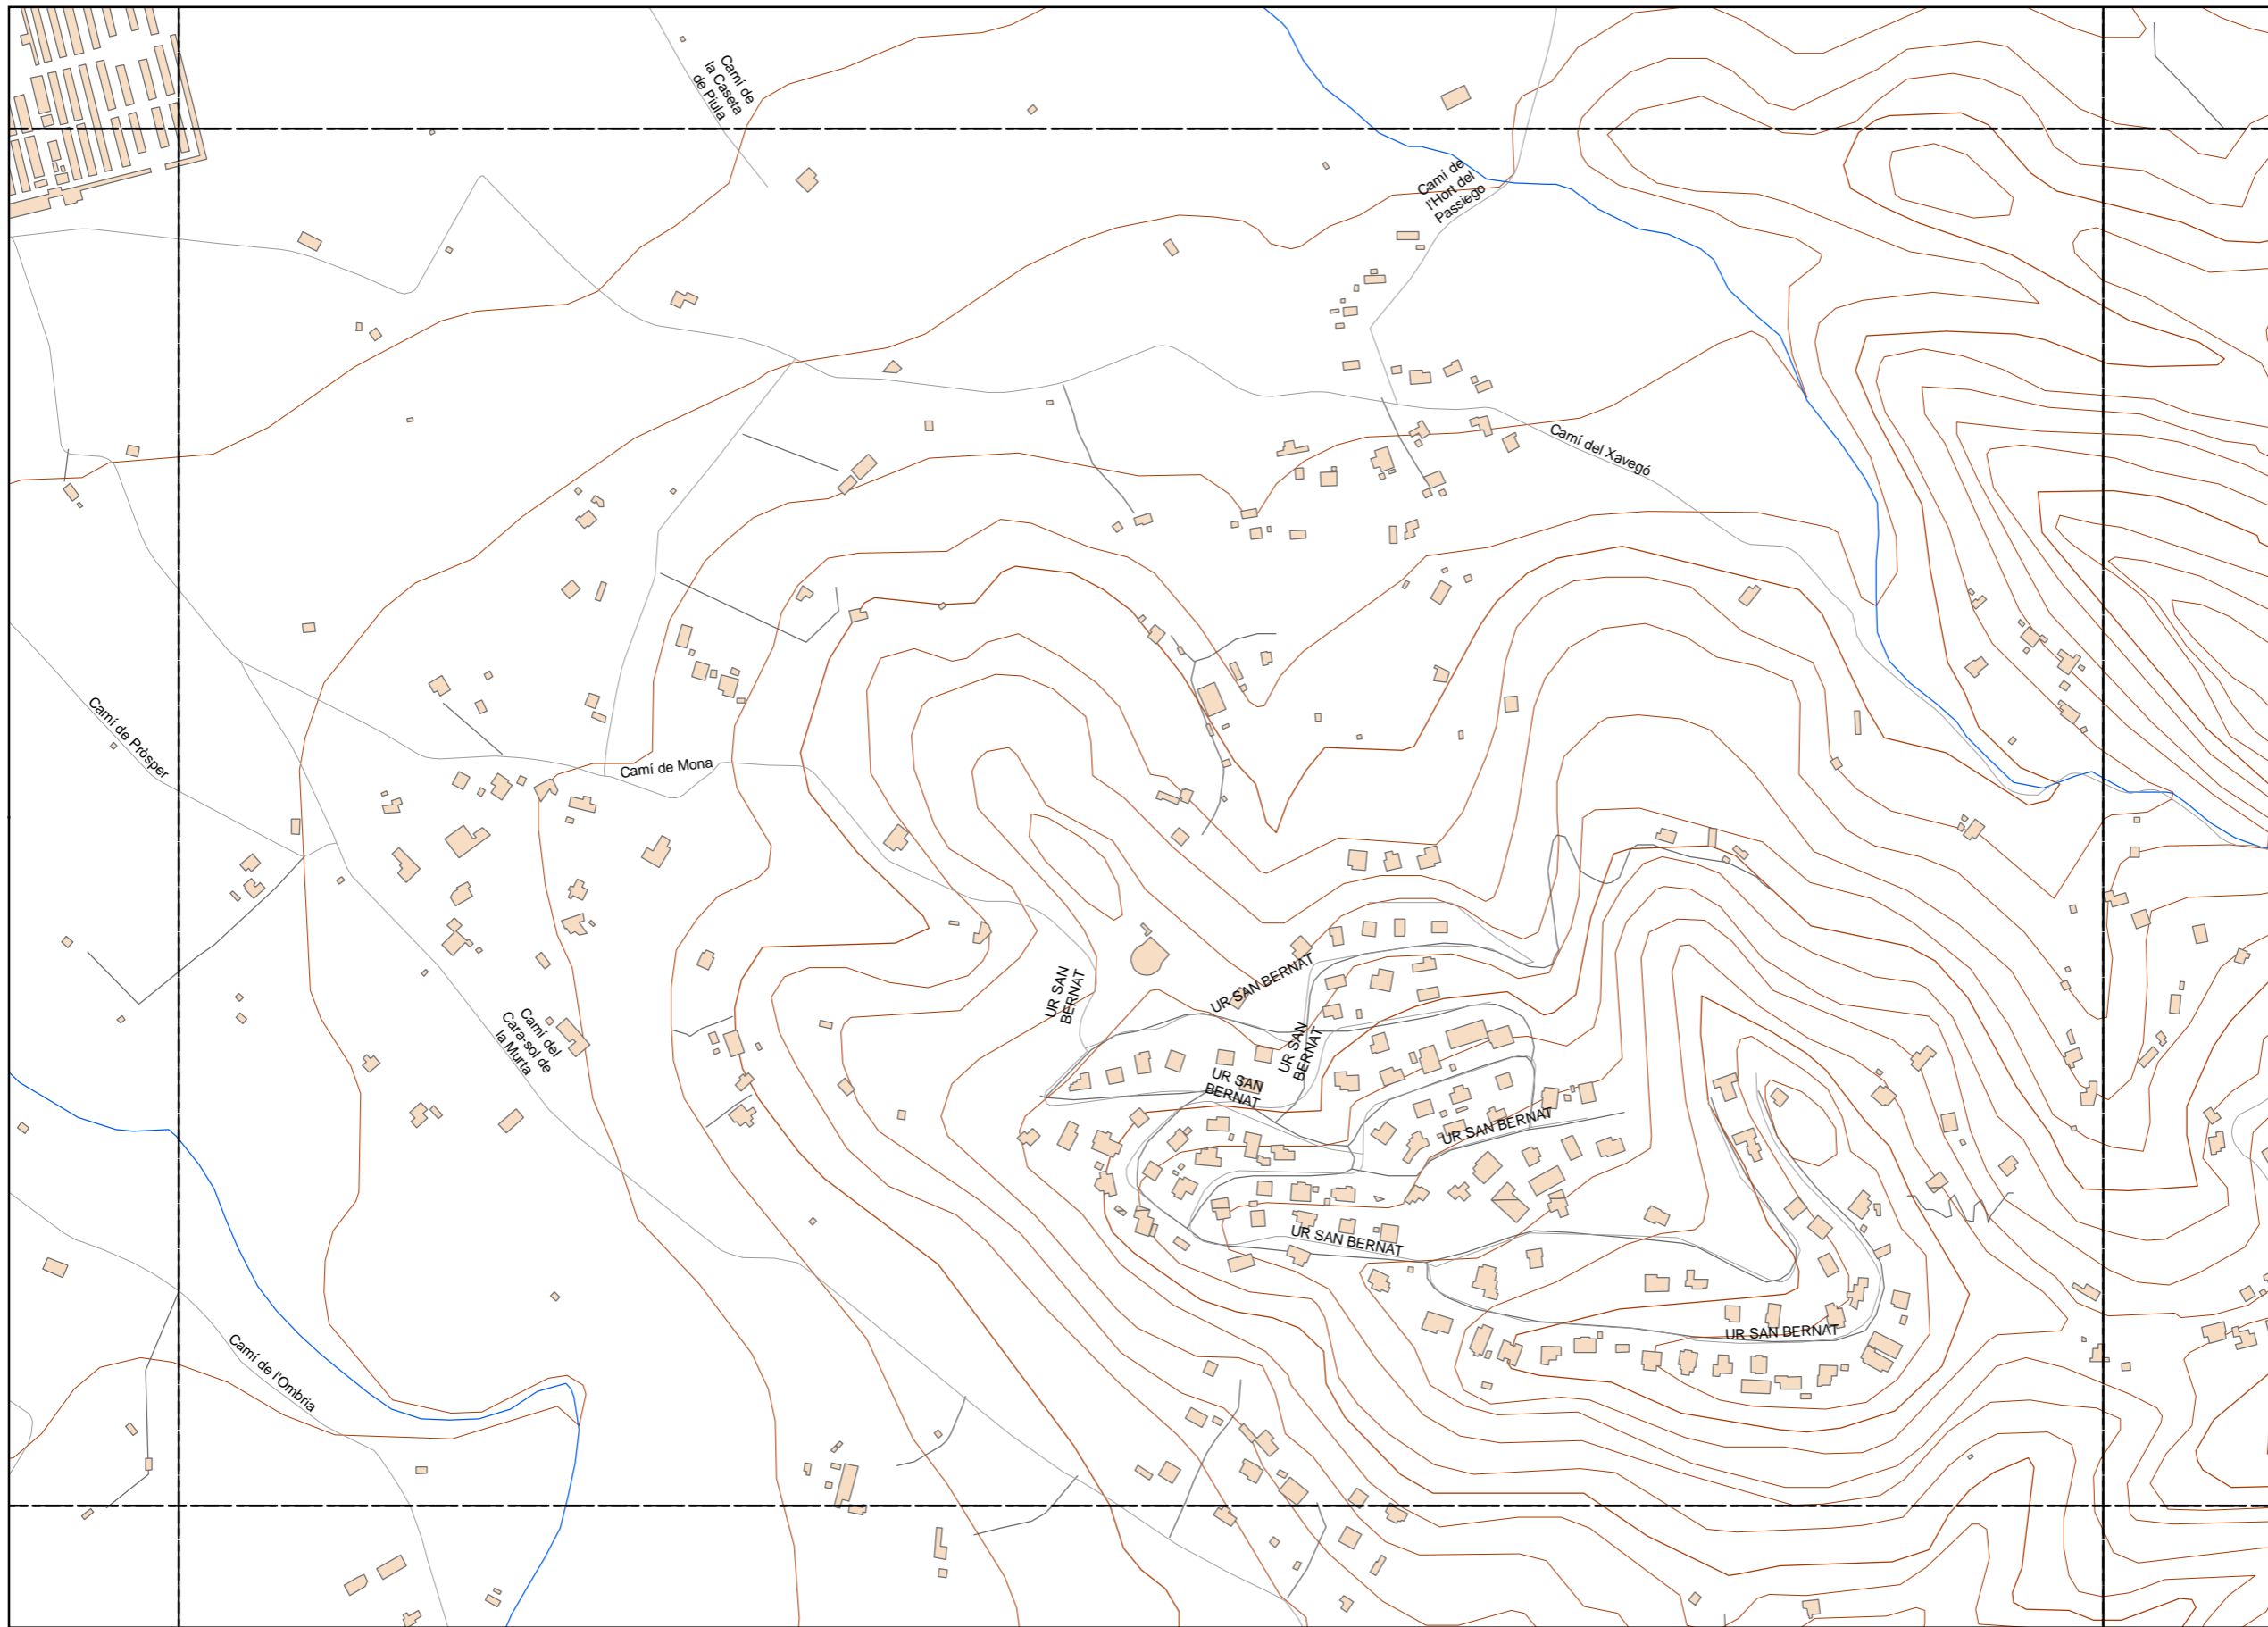 Camí de
la Caseta
de Piula
Camí de
l'Hort del
Passiego
Camí del Xavegó
Camí de Pròsper
Camí de Mona
UR SAN
BERNAT
UR SAN BERNAT
UR SAN
BERNAT
Camí del
Cara-sol de
la Murta
UR SAN
BERNAT
UR SAN BERNAT
UR SAN BERNAT
UR SAN BERNAT
Camí de l'Ombria